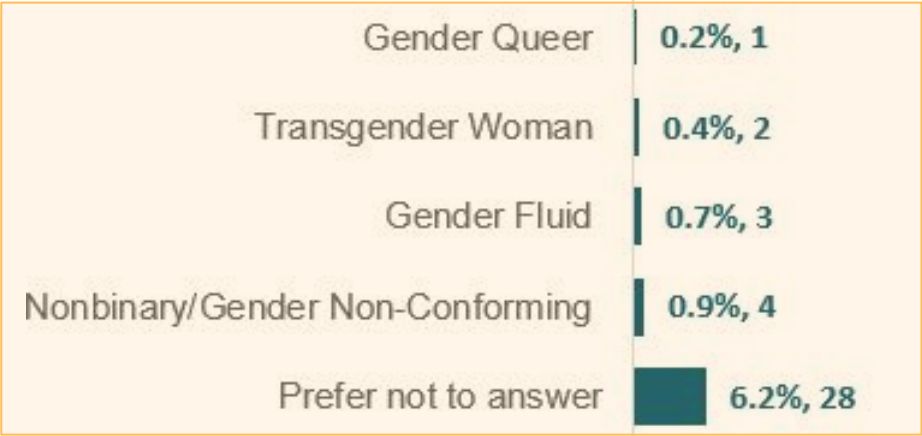 Gender Queer 0.2%, 1
Transgender Woman 0.4%, 2
Gender Fluid 0.7%, 3
Nonbinary/Gender Non-Conforming 0.9%, 4
Prefer not to answer 6.2%, 28